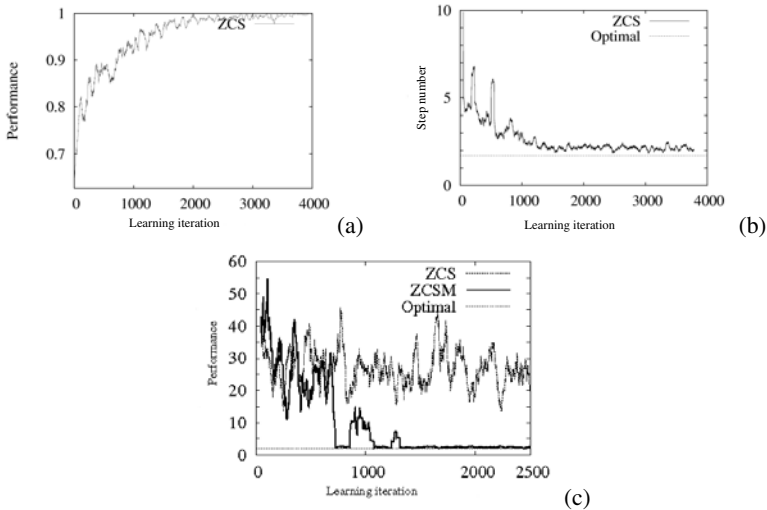 1
0.9
0.8
0.7
Performance
ZCS
0
1000
2000
3000
4000
Learning iteration
(a)
10
5
0
Step number
ZCS
Optimal
0
1000
2000
3000
4000
Learning iteration
(b)
60
50
40
30
20
10
0
Performance
ZCS
ZCSM
Optimal
0
1000
2000
2500
Learning iteration
(c)